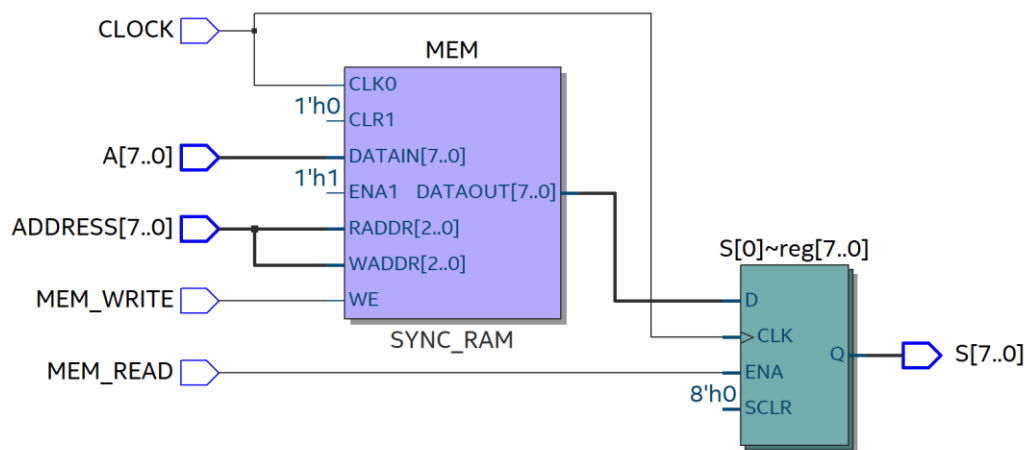 CLOCK
MEM
CLK0
1'h0
CLR1
A[7..0]
DATAIN[7..0]
1'h1
ENA1 DATAOUT[7..0]
ADDRESS[7..0]
RADDR[2..0]
WADDR[2..0]
S[0]~reg[7..0]
MEM_WRITE
WE
D
SYNC_RAM
CLK
Q
S[7..0]
MEM_READ
ENA
8'h0
SCLR